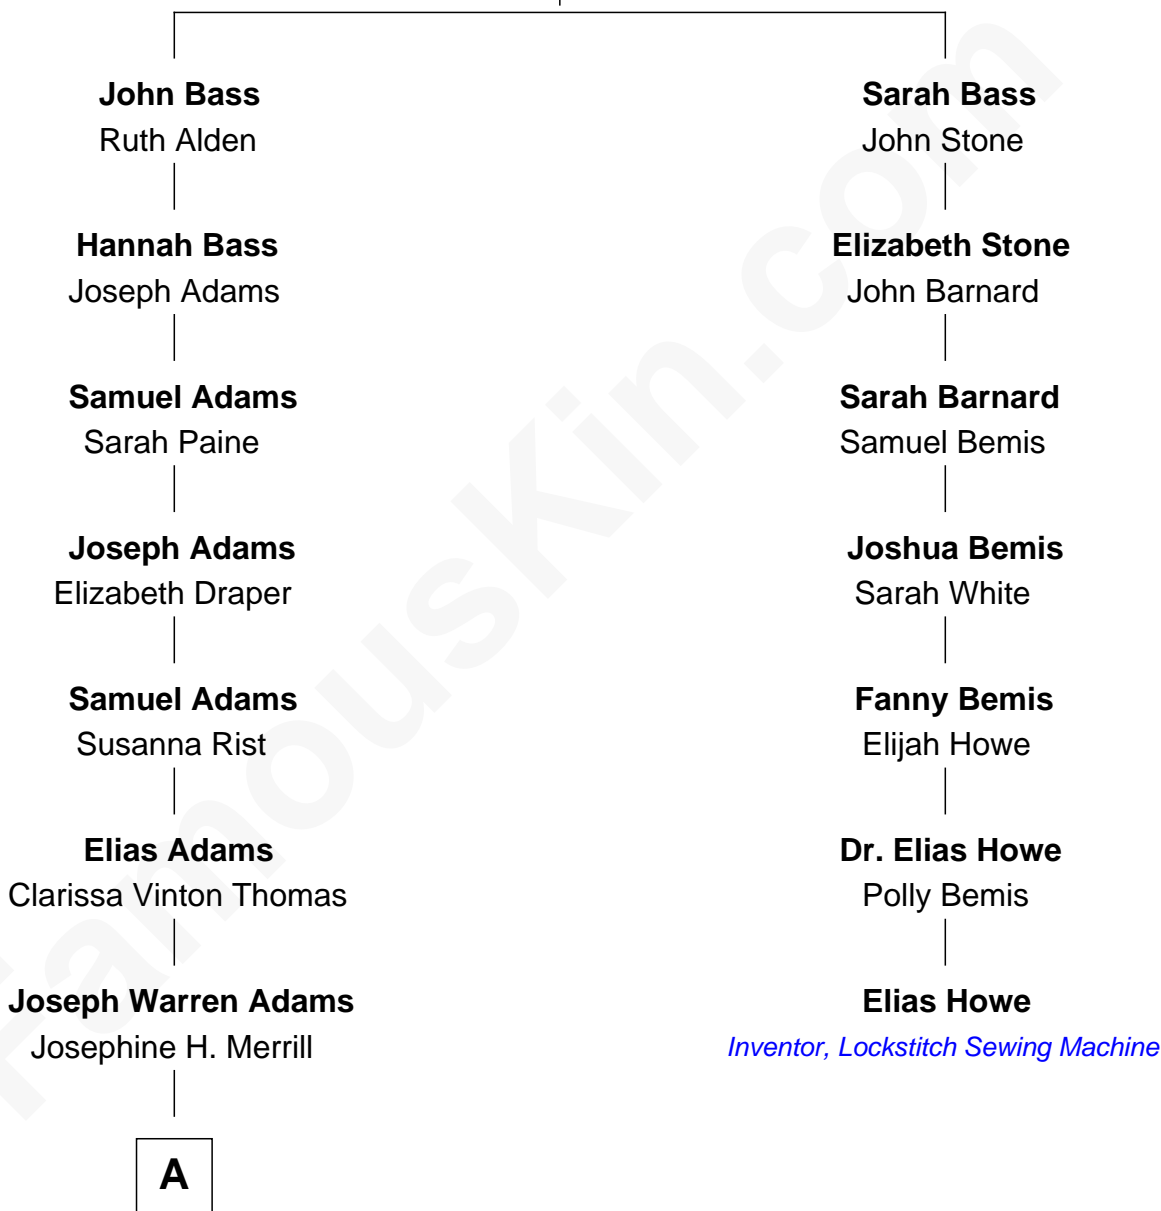 John Bass
Ruth Alden
Sarah Bass
John Stone
Hannah Bass
Joseph Adams
Elizabeth Stone
John Barnard
Samuel Adams
Sarah Paine
Sarah Barnard
Samuel Bemis
Joseph Adams
Elizabeth Draper
Joshua Bemis
Sarah White
Samuel Adams
Susanna Rist
Fanny Bemis
Elijah Howe
Elias Adams
Clarissa Vinton Thomas
Dr. Elias Howe
Polly Bemis
Joseph Warren Adams
Josephine H. Merrill
Elias Howe
Inventor, Lockstitch Sewing Machine
A
FamousKin.com